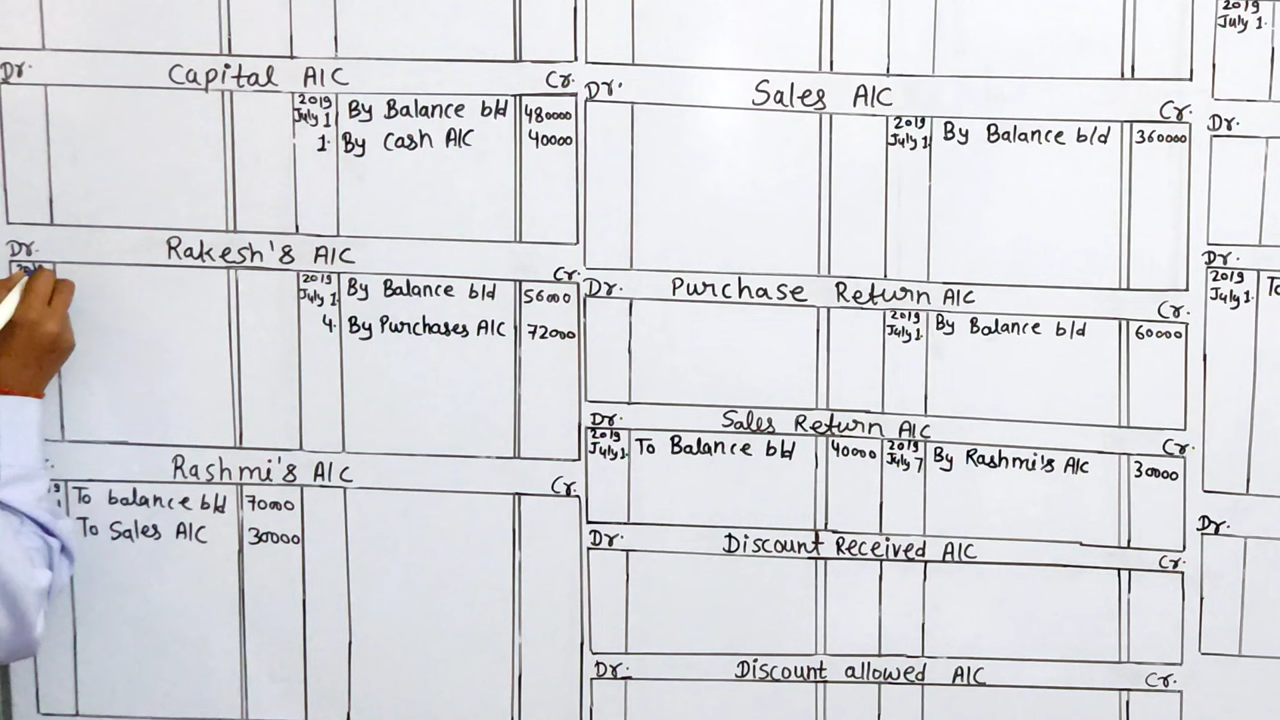 Dr. Capital A/C Cr.
2019
July 1 By Balance b/d 480000
1. By Cash A/C 40000
Dr. Rakesh's A/C Cr.
2019
2019
July 1 By Balance b/d 56000
4. By Purchases A/C 72000
Rashmi's A/C Cr.
To balance b/d 70000
To Sales A/C 30000
Dr. Sales A/C Cr.
2019
July 1 By Balance b/d 360000
Dr. Purchase Return A/C Cr.
2019
July 1. By Balance b/d 60000
Dr. Sales Return A/C Cr.
2019 2019
July 1. To Balance b/d 40000 July 7 By Rashmi's A/c 30000
Dr. Discount Received A/C Cr.
Dr. Discount allowed A/C Cr.
2019
July 1.
Dr.
Dr.
2019
July 1. To
Dr.